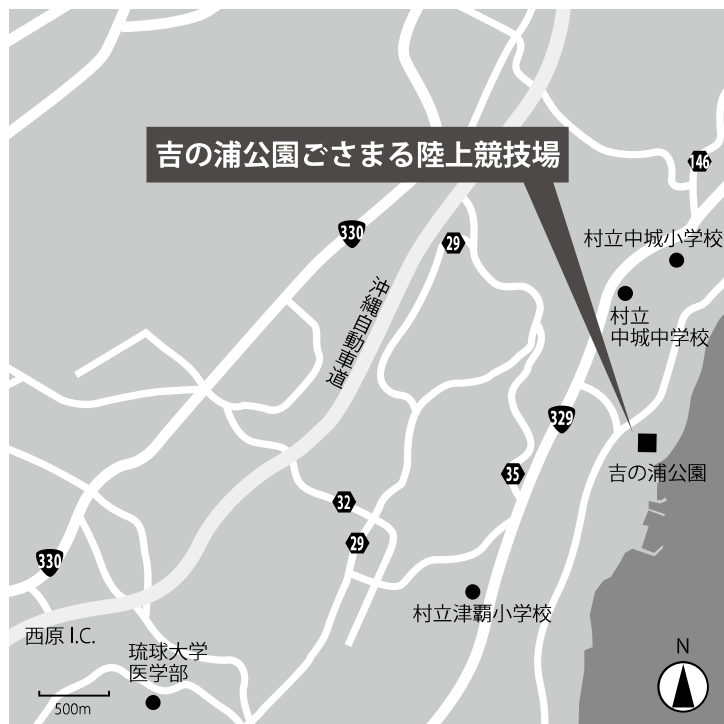 吉の浦公園ごさまる陸上競技場
146
330
29
村立中城小学校
村立
中城中学校
沖縄自動車道
329
吉の浦公園
35
32
29
330
村立津覇小学校
西原 I.C.
琉球大学
医学部
500m
N